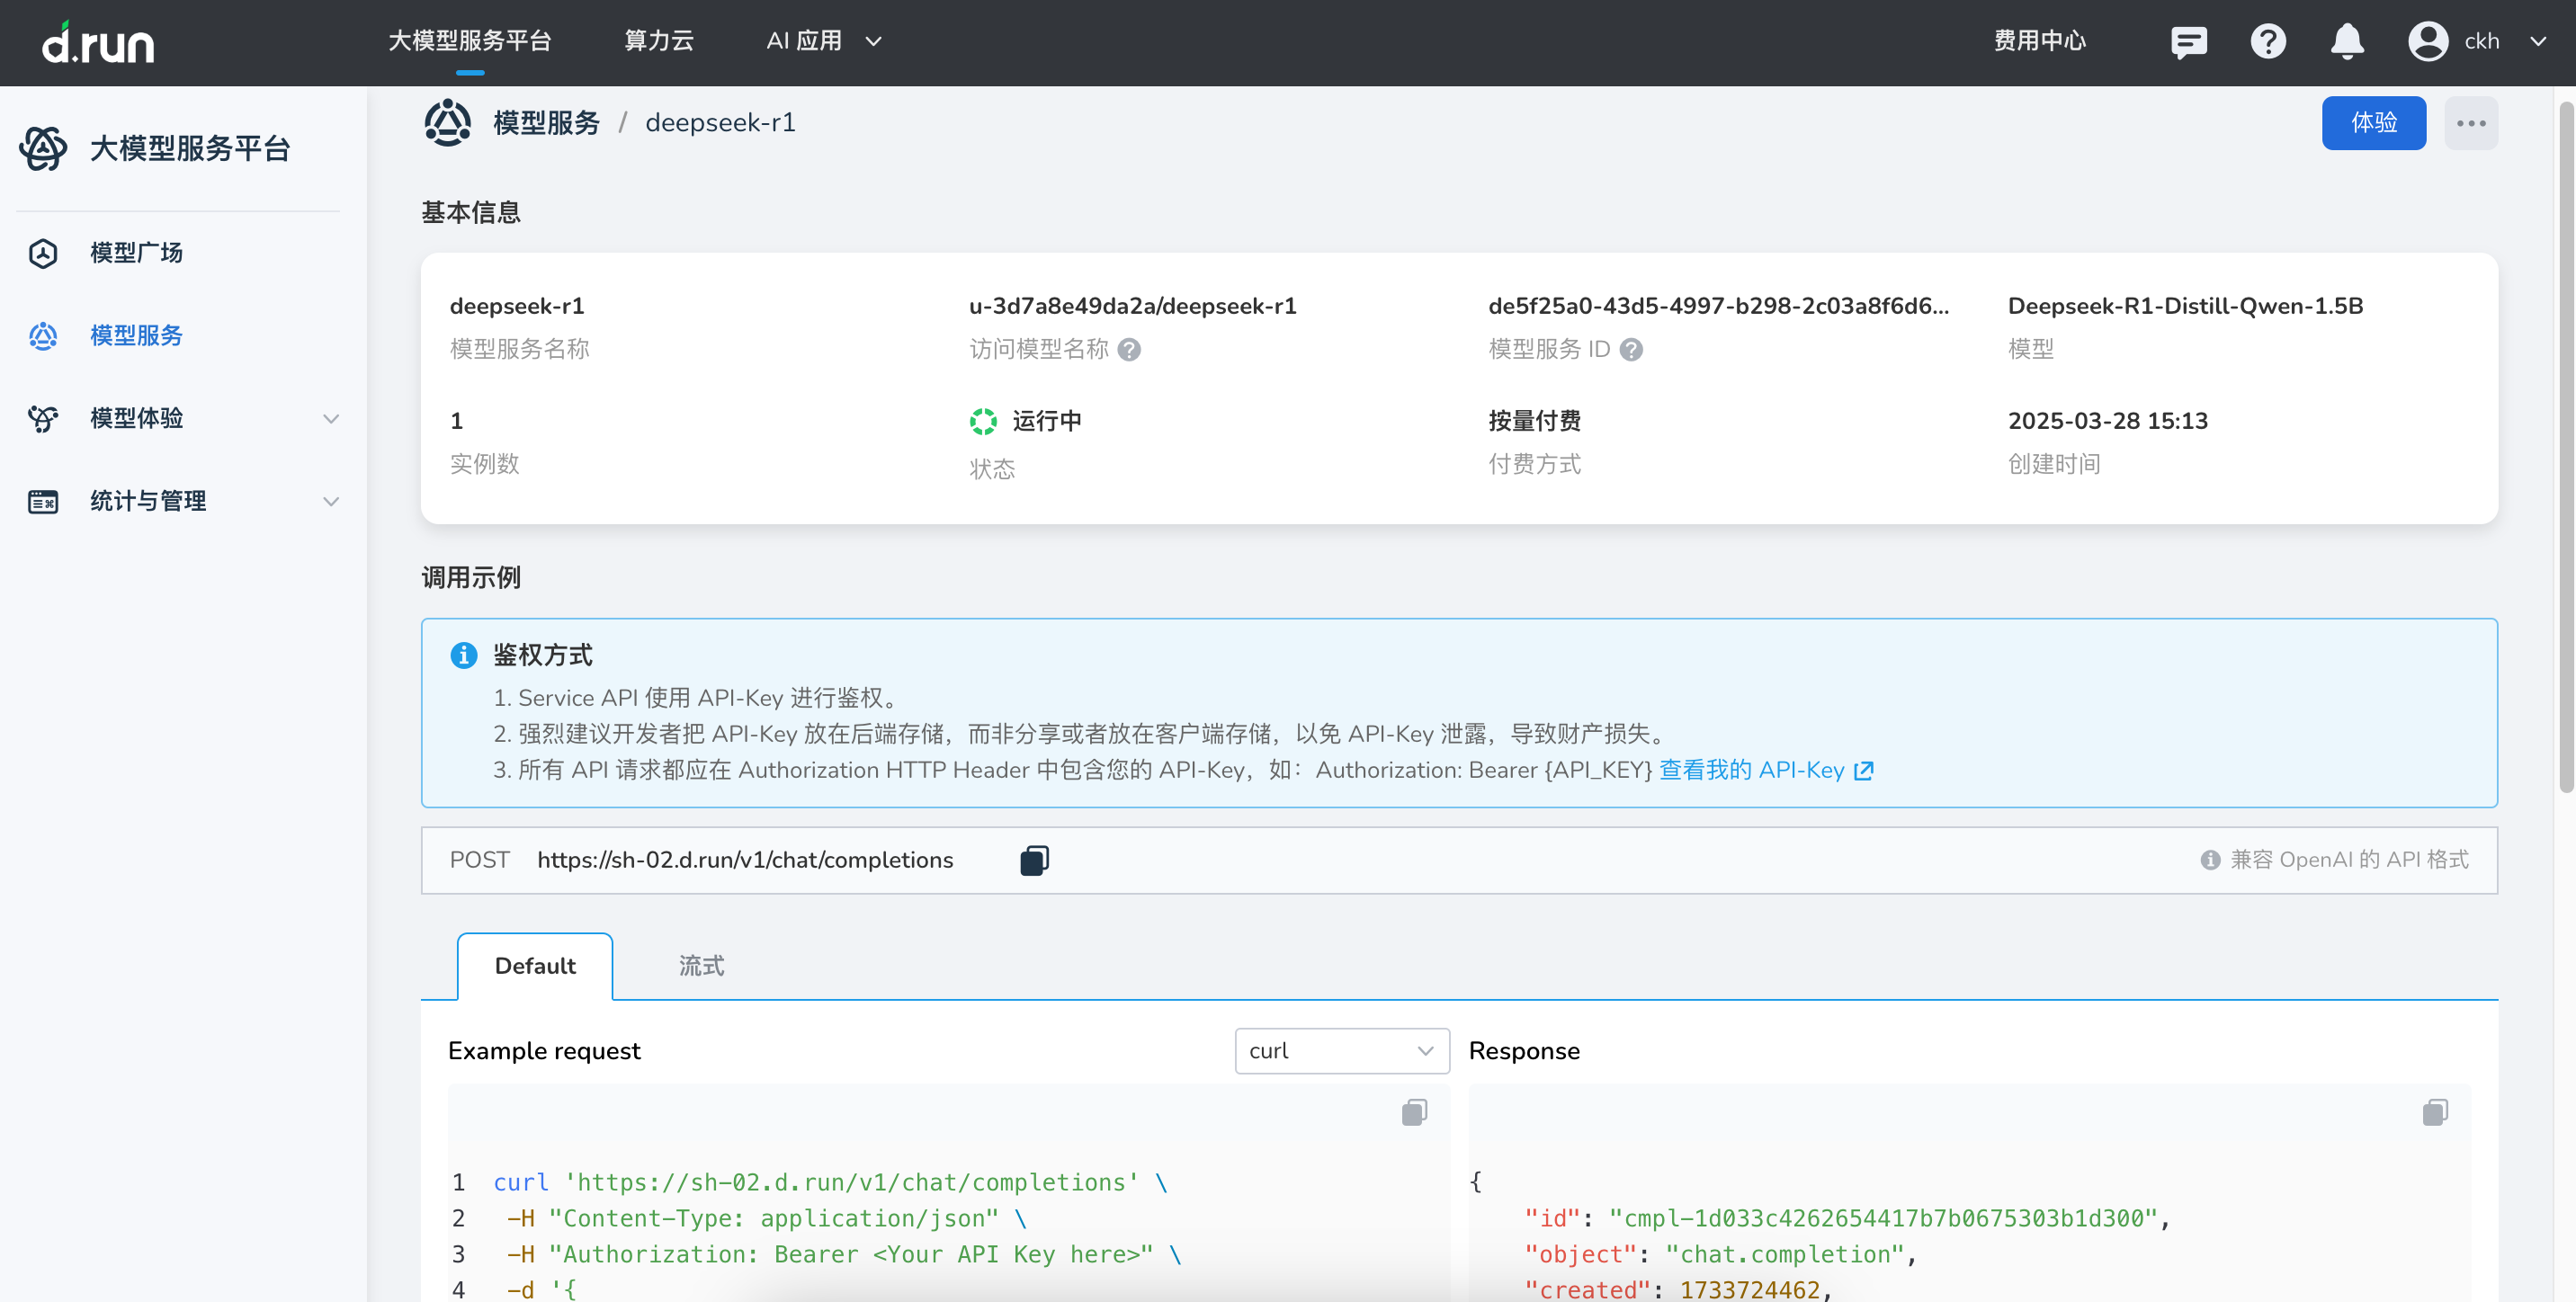 d.run
大模型服务平台
算力云
AI 应用
费用中心
ckh
大模型服务平台
模型广场
模型服务
模型体验
统计与管理
模型服务 / deepseek-r1
体验
基本信息
deepseek-r1
模型服务名称
u-3d7a8e49da2a/deepseek-r1
访问模型名称
de5f25a0-43d5-4997-b298-2c03a8f6d6...
模型服务 ID
Deepseek-R1-Distill-Qwen-1.5B
模型
1
实例数
运行中
状态
按量付费
付费方式
2025-03-28 15:13
创建时间
调用示例
鉴权方式
1. Service API 使用 API-Key 进行鉴权。
2. 强烈建议开发者把 API-Key 放在后端存储，而非分享或者放在客户端存储，以免 API-Key 泄露，导致财产损失。
3. 所有 API 请求都应在 Authorization HTTP Header 中包含您的 API-Key，如：Authorization: Bearer {API_KEY} 查看我的 API-Key
POST https://sh-02.d.run/v1/chat/completions
兼容 OpenAI 的 API 格式
Default
流式
Example request
curl
Response
1 curl 'https://sh-02.d.run/v1/chat/completions' \
2 -H "Content-Type: application/json" \
3 -H "Authorization: Bearer <Your API Key here>" \
4 -d '{
{
"id": "cmpl-1d033c4262654417b7b0675303b1d300",
"object": "chat.completion",
"created": 1733724462,